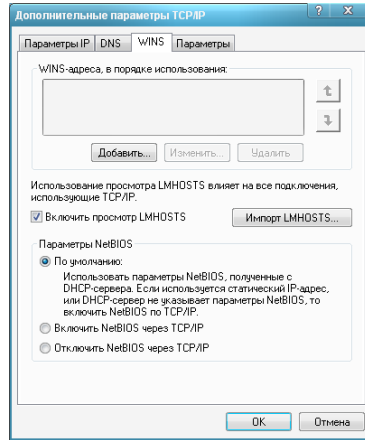 Дополнительные параметры TCP/IP
Параметры IP DNS WINS Параметры
WINS-адреса, в порядке использования:
Добавить... Изменить... Удалить
Использование просмотра LMHOSTS влияет на все подключения,
использующие TCP/IP.
Включить просмотр LMHOSTS Импорт LMHOSTS...
Параметры NetBIOS
По умолчанию:
Использовать параметры NetBIOS, полученные с
DHCP-сервера. Если используется статический IP-адрес,
или DHCP-сервер не указывает параметры NetBIOS, то
включить NetBIOS по TCP/IP.
Включить NetBIOS через TCP/IP
Отключить NetBIOS через TCP/IP
OK Отмена